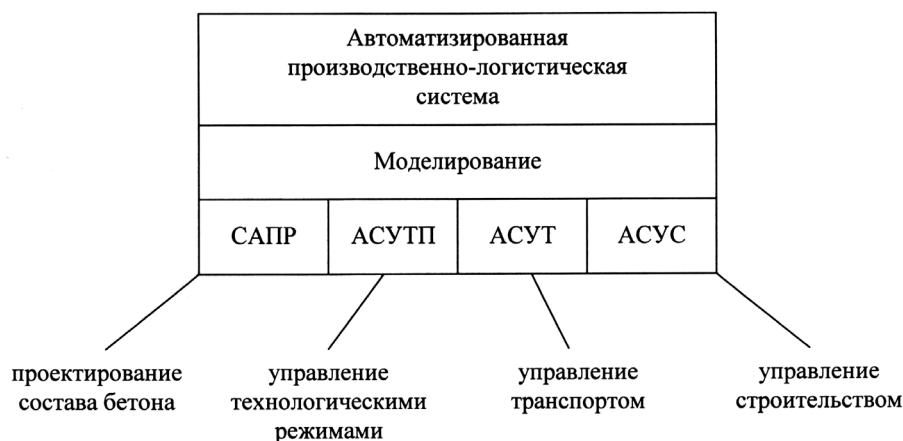 Автоматизированная
производственно-логистическая
система
Моделирование
САПР
АСУТП
АСУТ
АСУС
проектирование
состава бетона
управление
технологическими
режимами
управление
транспортом
управление
строительством